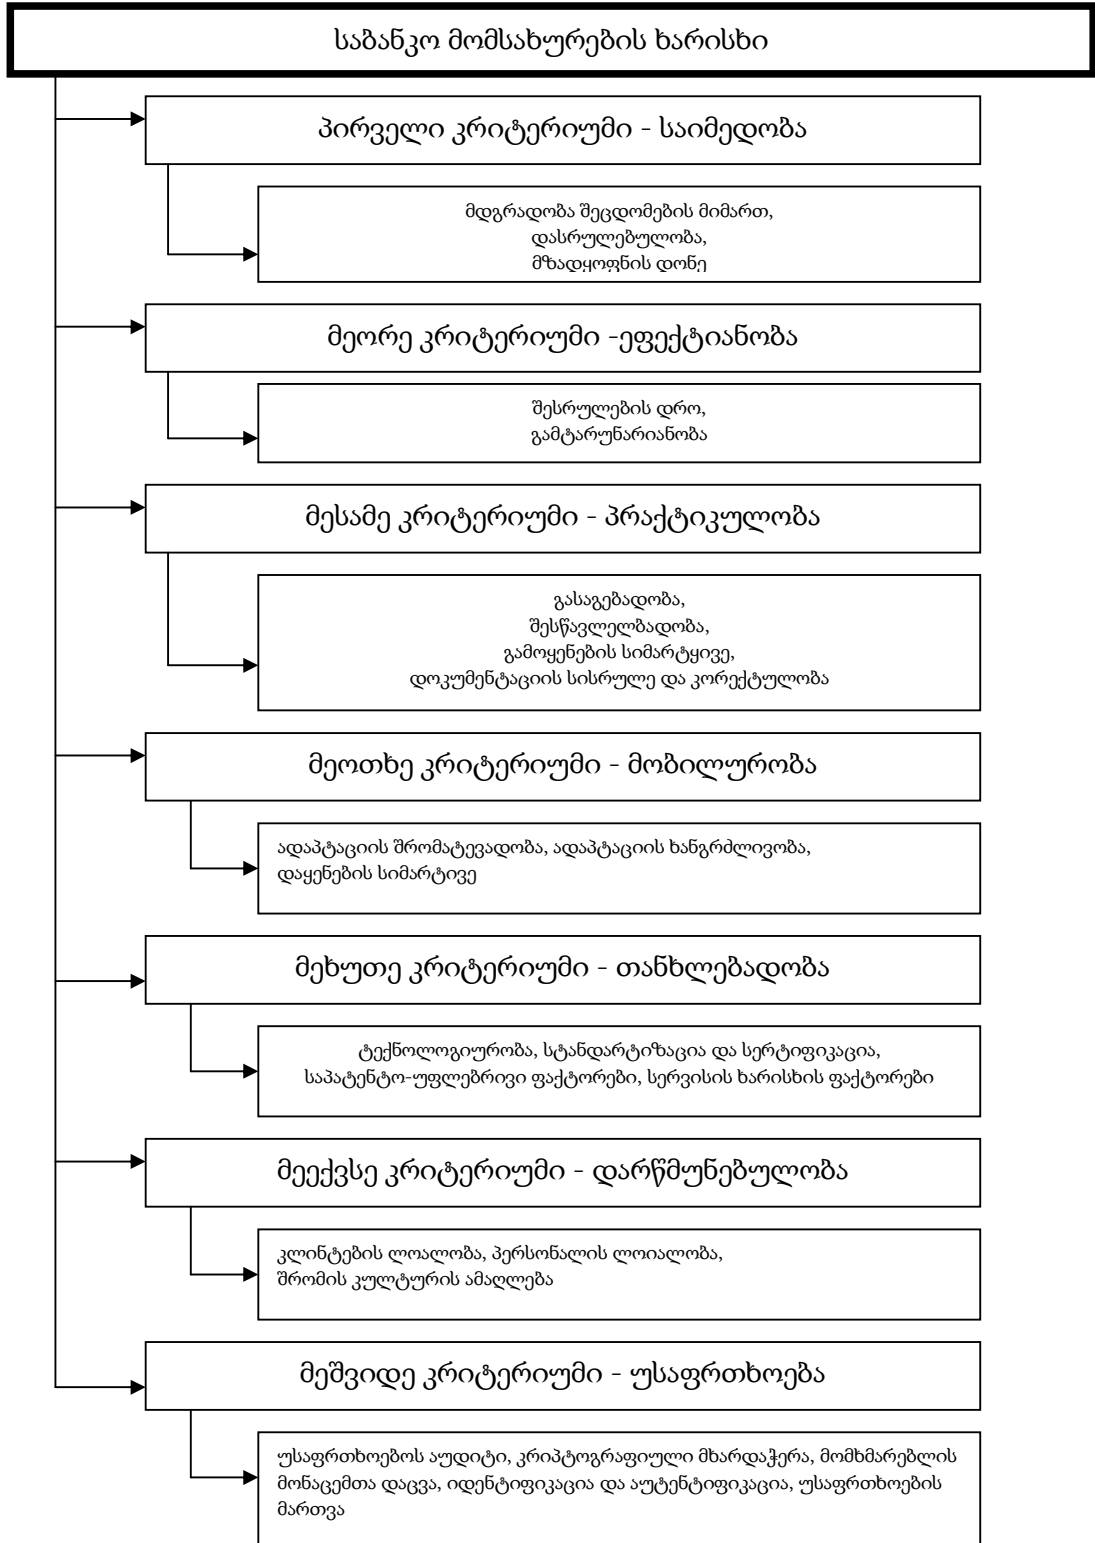 საბანკო მომსახურების ხარისხი
პირველი კრიტერიუმი - საიმედობა
მდგრადობა შეცდომების მიმართ,
დასრულებულობა,
მზადყოფნის დონე
მეორე კრიტერიუმი -ეფექტიანობა
შესრულების დრო,
გამტარუნარიანობა
მესამე კრიტერიუმი - პრაქტიკულობა
გასაგებადობა,
შესწავლელბადობა,
გამოყენების სიმარტყივე,
დოკუმენტაციის სისრულე და კორექტულობა
მეოთხე კრიტერიუმი - მობილურობა
ადაპტაციის შრომატევადობა, ადაპტაციის ხანგრძლივობა,
დაყენების სიმარტივე
მეხუთე კრიტერიუმი - თანხლებადობა
ტექნოლოგიურობა, სტანდარტიზაცია და სერტიფიკაცია,
საპატენტო-უფლებრივი ფაქტორები, სერვისის ხარისხის ფაქტორები
მეექვსე კრიტერიუმი - დარწმუნებულობა
კლინტების ლოალობა, პერსონალის ლოიალობა,
შრომის კულტურის ამაღლება
მეშვიდე კრიტერიუმი - უსაფრთხოება
უსაფრთხოებოს აუდიტი, კრიპტოგრაფიული მხარდაჭერა, მომხმარებლის
მონაცემთა დაცვა, იდენტიფიკაცია და აუტენტიფიკაცია, უსაფრთხოების
მართვა